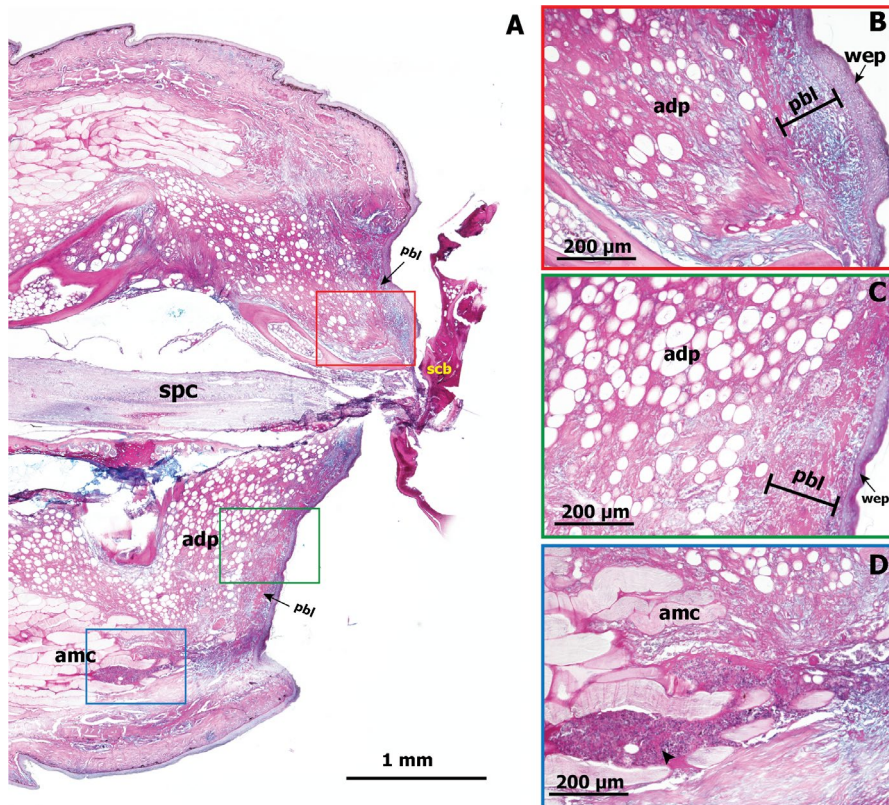 A
pbl
scb
spc
adp
pbl
amc
1 mm
B
wep
pbl
adp
200 µm
C
adp
pbl
wep
200 µm
D
amc
200 µm